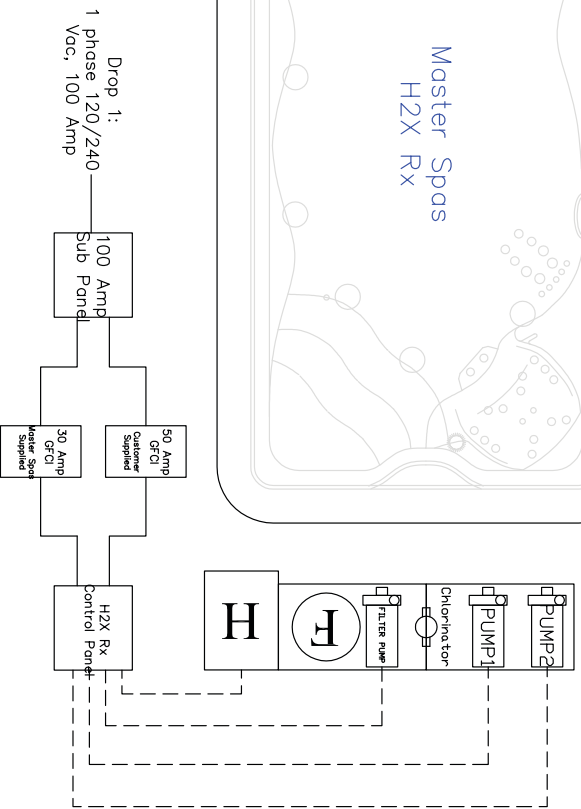 Master Spas
H2X Rx
Drop 1:
1 phase 120/240
Vac, 100 Amp
100 Amp
Sub Panel
50 Amp
GFCI
Customer
Supplied
30 Amp
GFCI
Master Spas
Supplied
H2X Rx
Control Panel
H
F
FILTER PUMP
Chlorinator
PUMP1
PUMP2